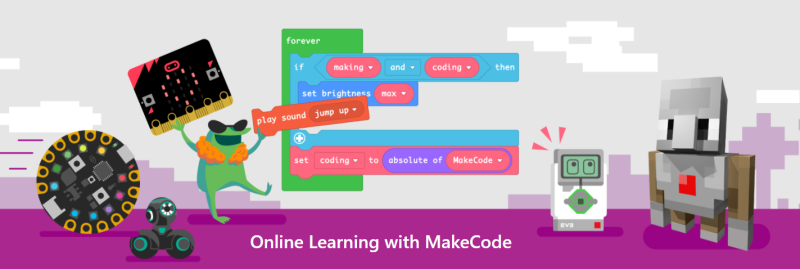 forever
if making and coding then
set brightness max
play sound jump up
set coding to absolute of MakeCode
eva
Online Learning with MakeCode